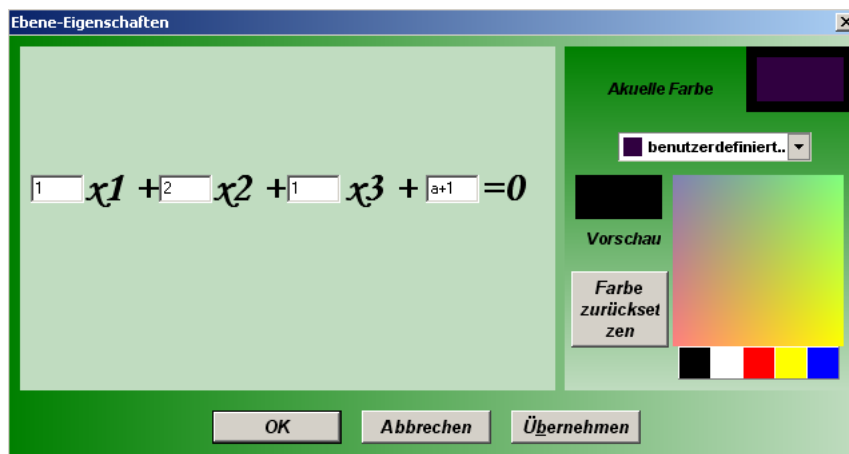 Ebene-Eigenschaften
1 x1 + 2 x2 + 1 x3 + a+1 =0
Akuelle Farbe
benutzerdefiniert..
Vorschau
Farbe
zurückset
zen
OK Abbrechen Übernehmen